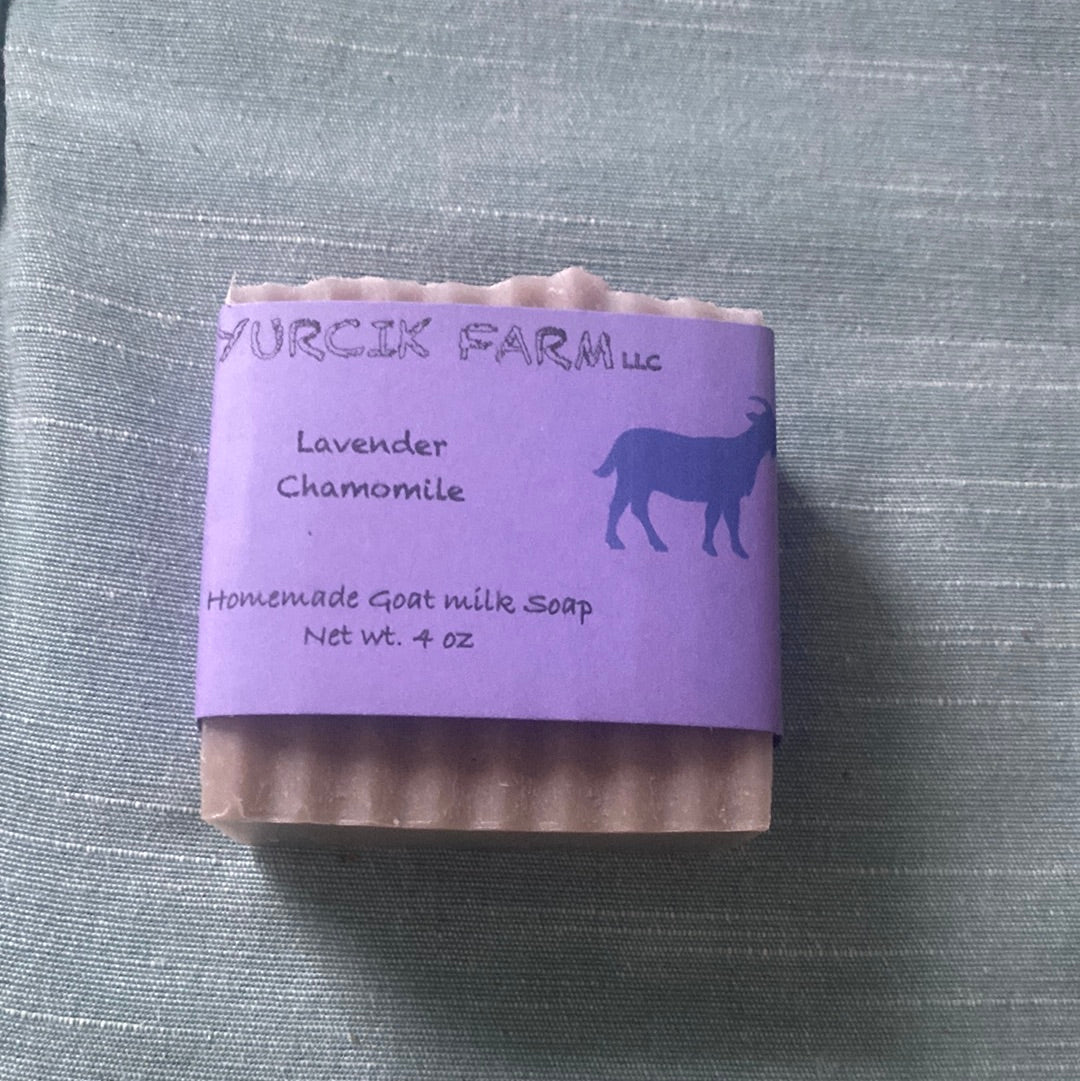 YURCIK FARM LLC
Lavender
Chamomile
Homemade Goat milk Soap
Net wt. 4 oz